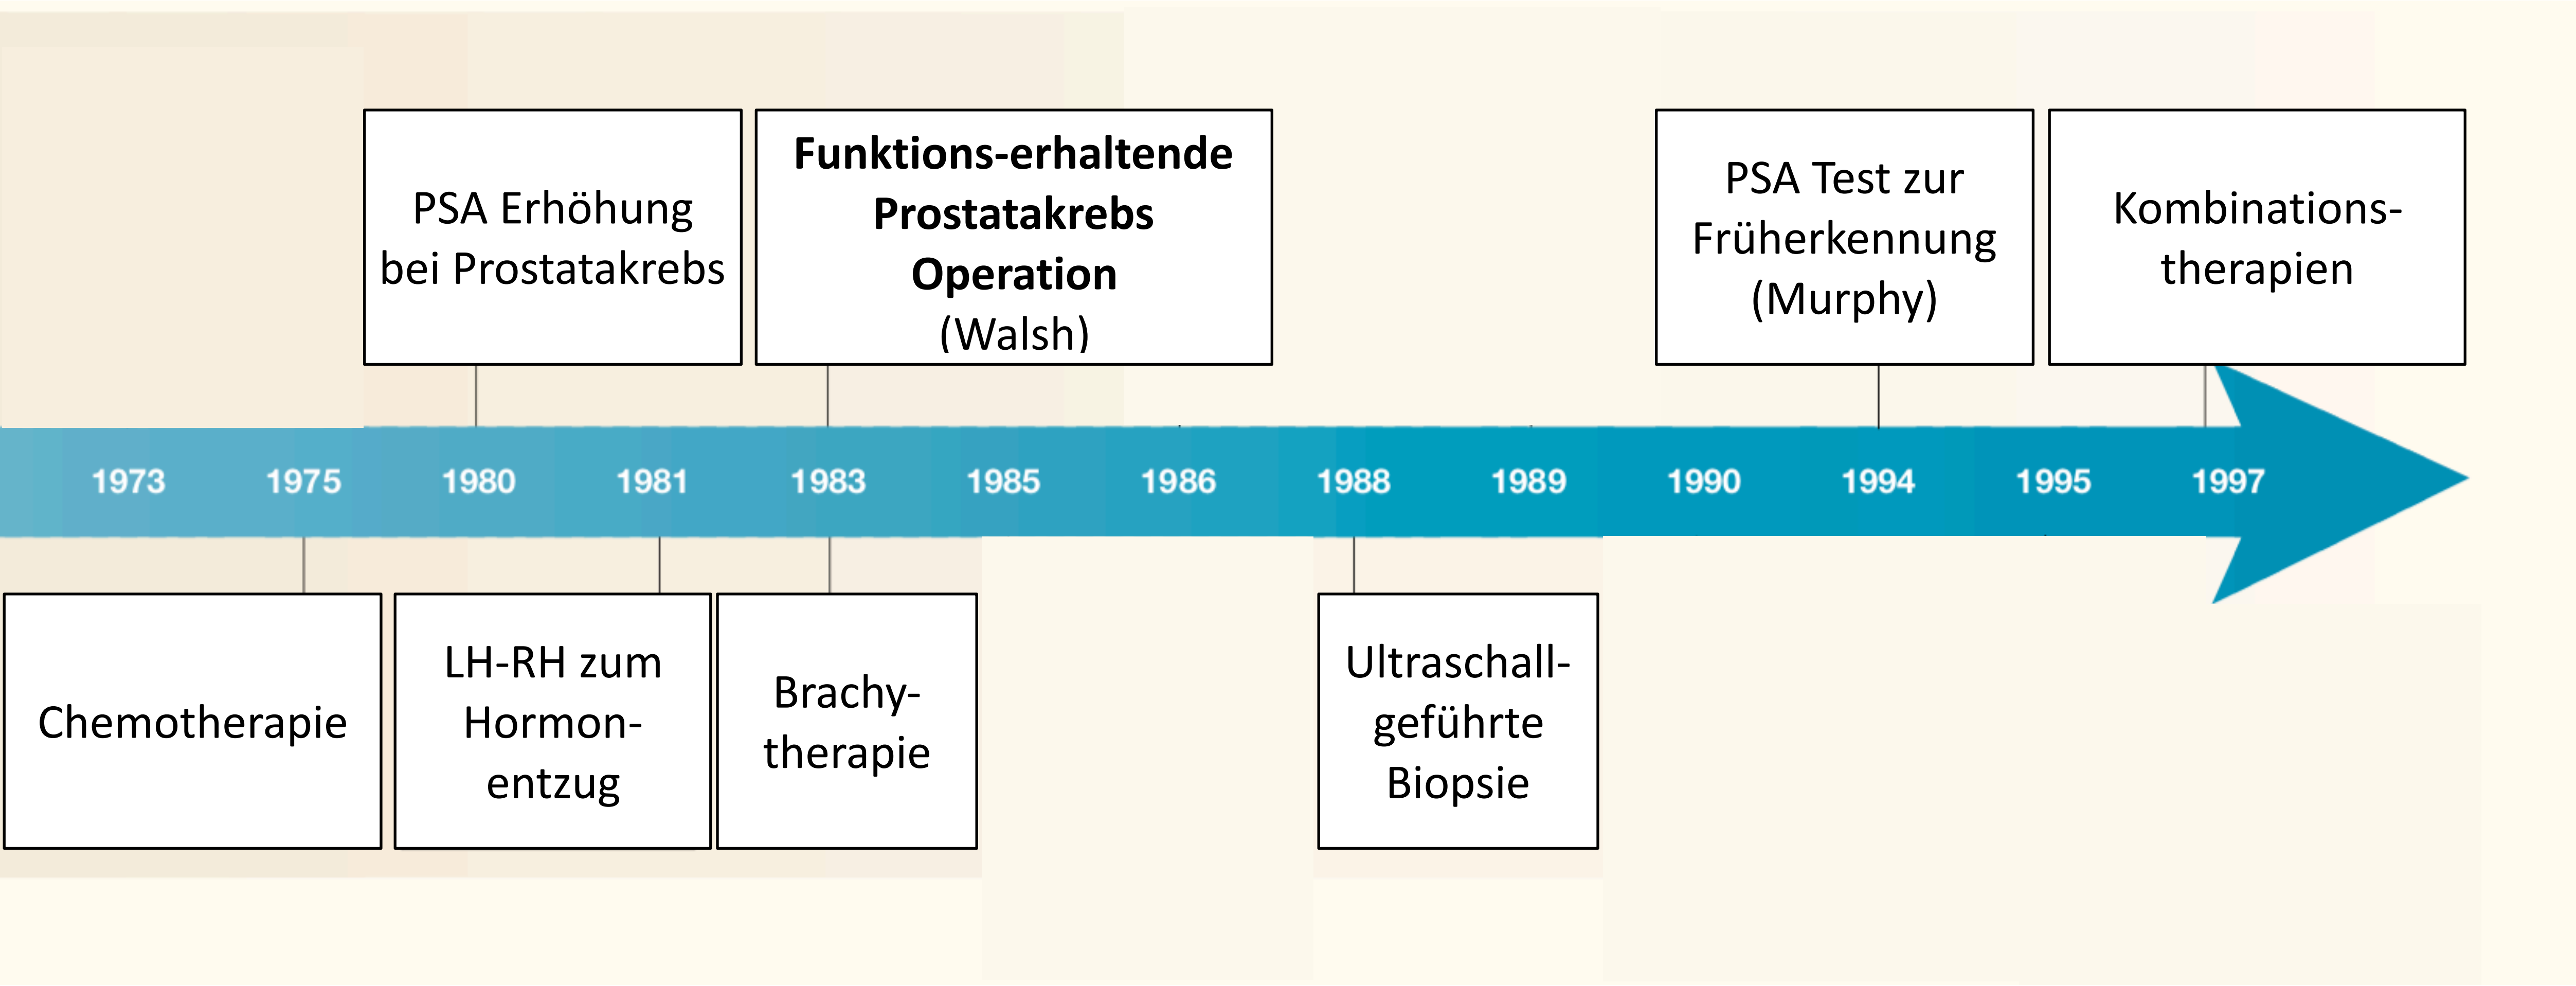 PSA Erhöhung
bei Prostatakrebs
Funktions-erhaltende
Prostatakrebs
Operation
(Walsh)
PSA Test zur
Früherkennung
(Murphy)
Kombinations-
therapien
1973 1975 1980 1981 1983 1985 1986 1988 1989 1990 1994 1995 1997
Chemotherapie
LH-RH zum
Hormon-
entzug
Brachy-
therapie
Ultraschall-
geführte
Biopsie